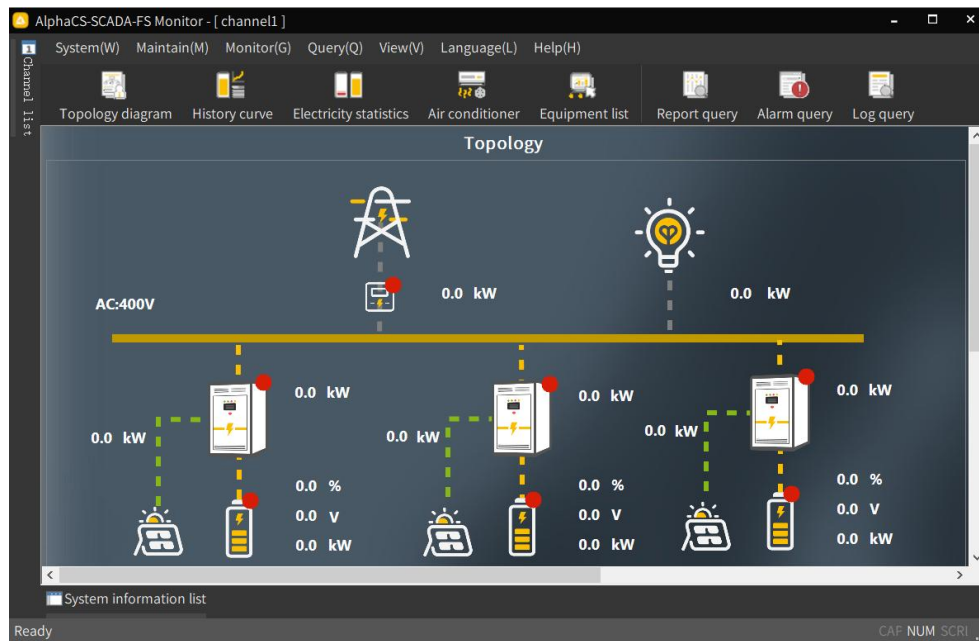 AlphaCS-SCADA-FS Monitor - [ channel1 ]
System(W) Maintain(M) Monitor(G) Query(Q) View(V) Language(L) Help(H)
1
Channel list
Topology diagram History curve Electricity statistics Air conditioner Equipment list Report query Alarm query Log query
Topology
AC:400V
0.0 kW
0.0 kW
0.0 kW
0.0 kW
0.0 kW
0.0 kW
0.0 kW
0.0 kW
0.0 %
0.0 %
0.0 %
0.0 V
0.0 V
0.0 V
0.0 kW
0.0 kW
0.0 kW
System information list
Ready
CAP NUM SCRL